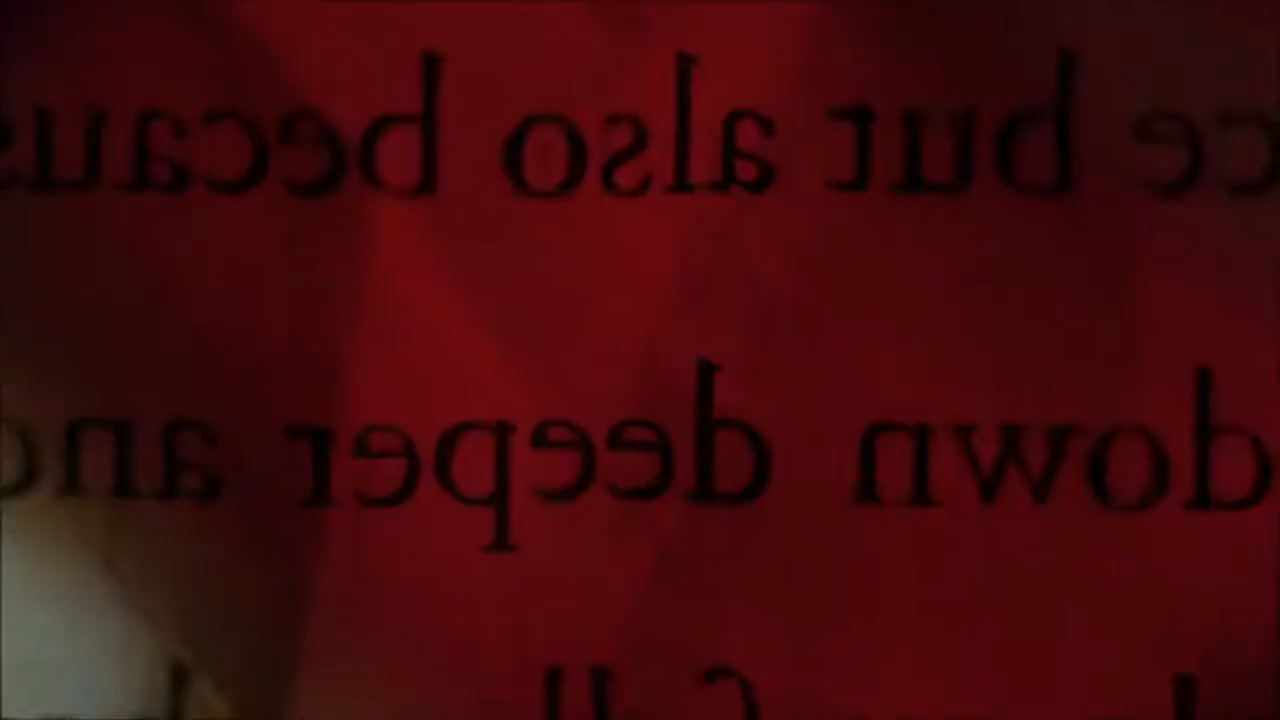 ce but also becaus
down deeper and